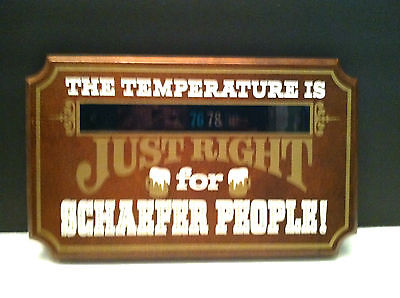 THE TEMPERATURE IS
76 78
JUST RIGHT
for
SCHAEFER PEOPLE!